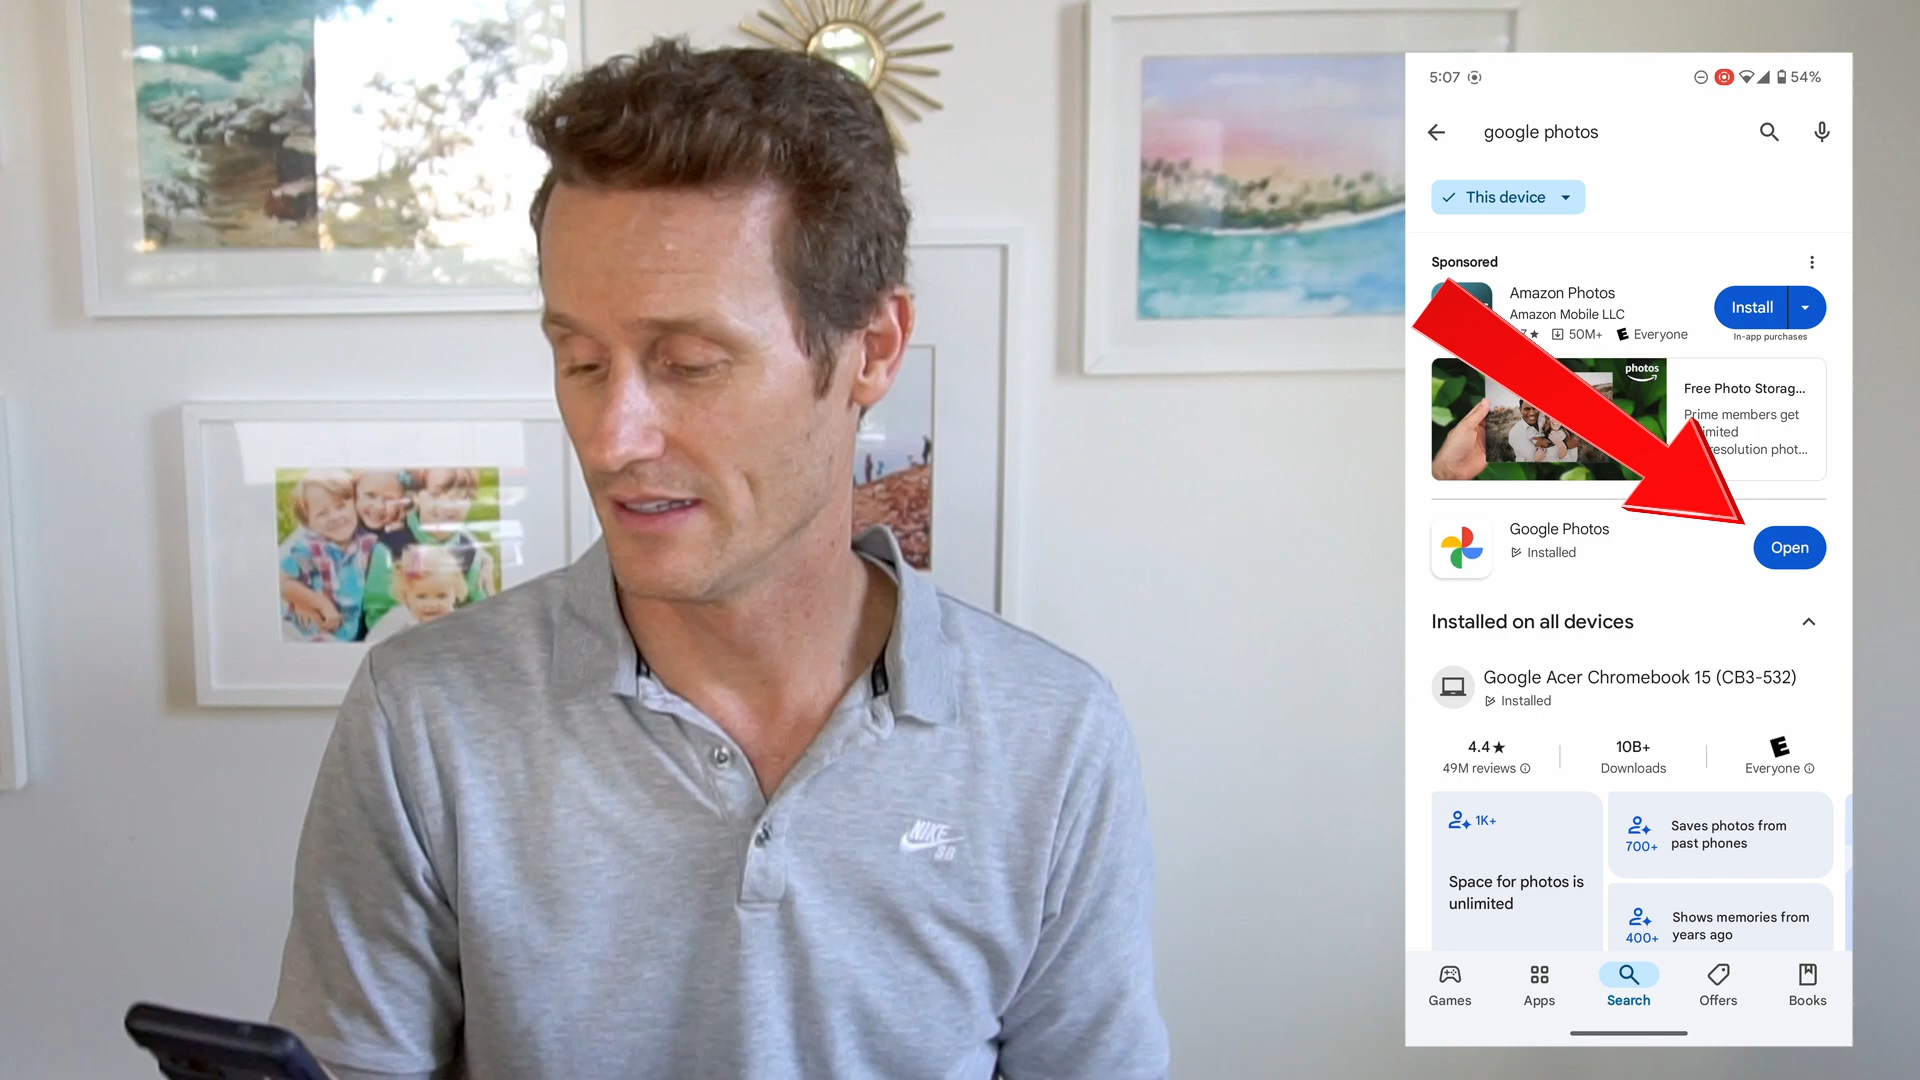 5:07
54%
google photos
This device
Sponsored
Amazon Photos
Amazon Mobile LLC
50M+
Everyone
Install
In-app purchases
photos
Free Photo Storag...
Prime members get
resolution phot...
Google Photos
Installed
Open
Installed on all devices
Google Acer Chromebook 15 (CB3-532)
Installed
4.4★
49M reviews
10B+
Downloads
E
Everyone
1K+
Space for photos is
unlimited
700+
Saves photos from
past phones
400+
Shows memories from
years ago
Games
Apps
Search
Offers
Books
NIKE
SB